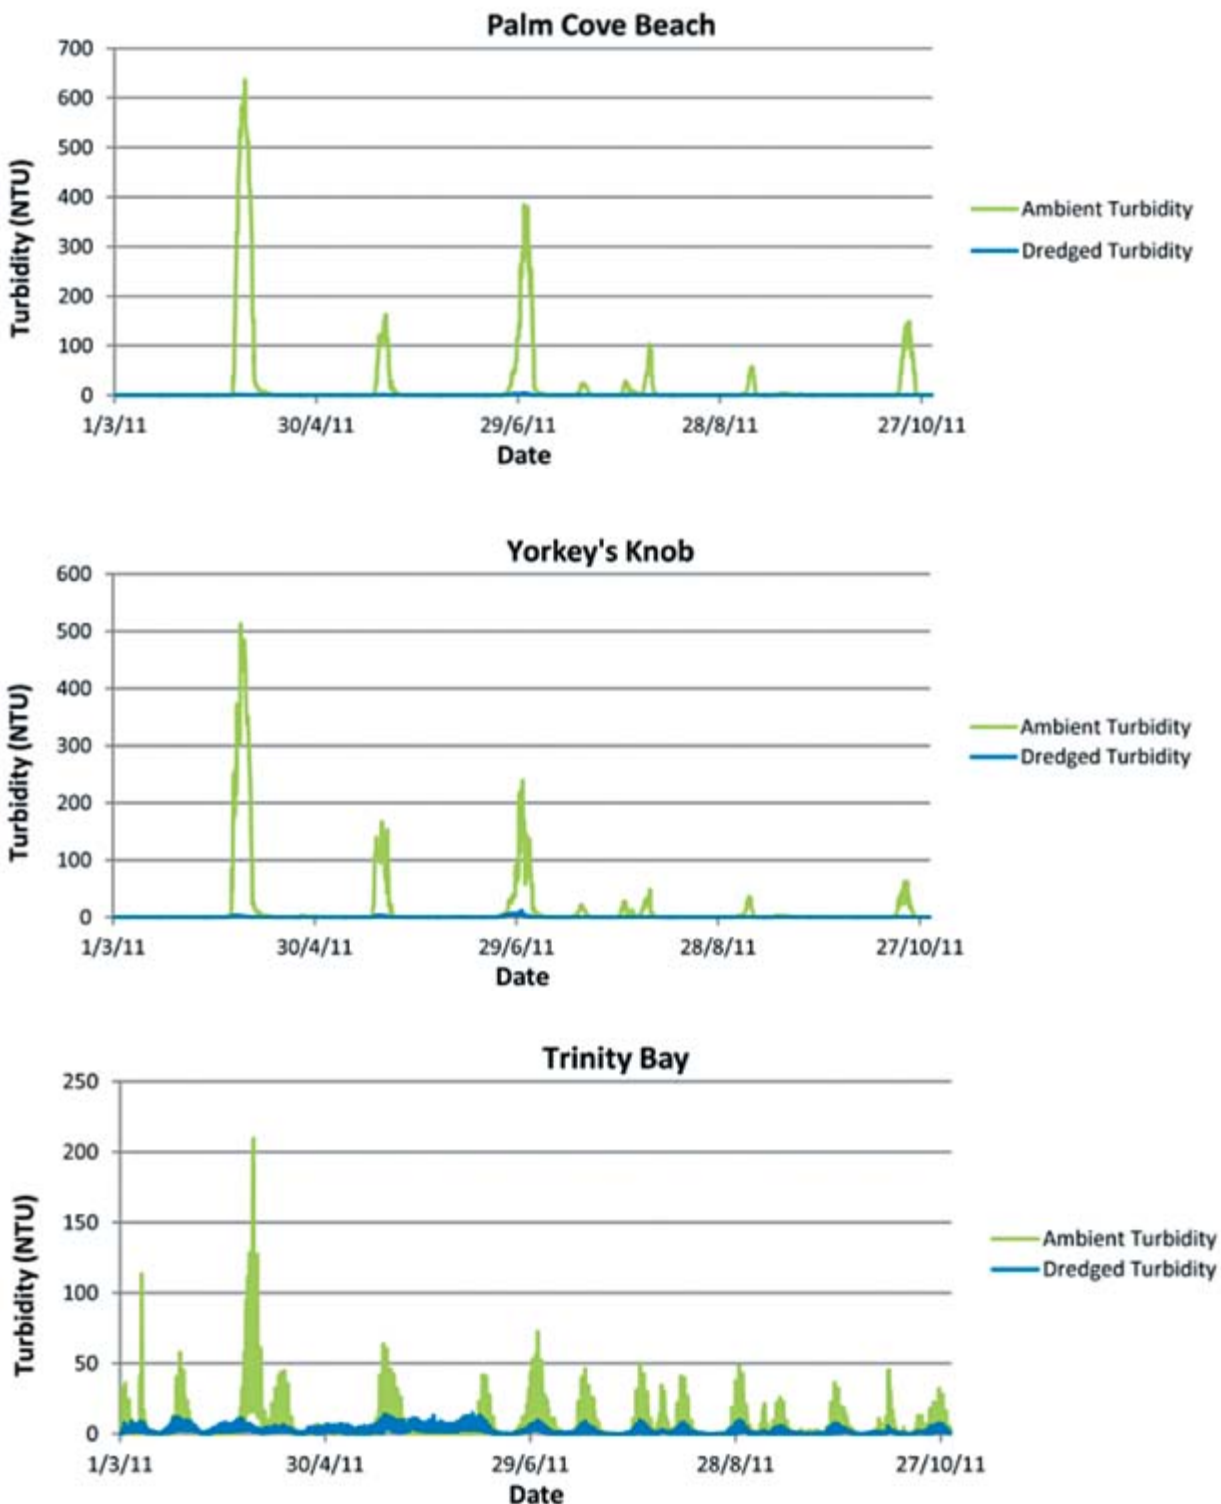 Palm Cove Beach
700
600
500
400
300
200
100
0
Turbidity (NTU)
1/3/11 30/4/11 29/6/11 28/8/11 27/10/11
Date
Ambient Turbidity
Dredged Turbidity
Yorkey's Knob
600
500
400
300
200
100
0
Turbidity (NTU)
1/3/11 30/4/11 29/6/11 28/8/11 27/10/11
Date
Ambient Turbidity
Dredged Turbidity
Trinity Bay
250
200
150
100
50
0
Turbidity (NTU)
1/3/11 30/4/11 29/6/11 28/8/11 27/10/11
Date
Ambient Turbidity
Dredged Turbidity